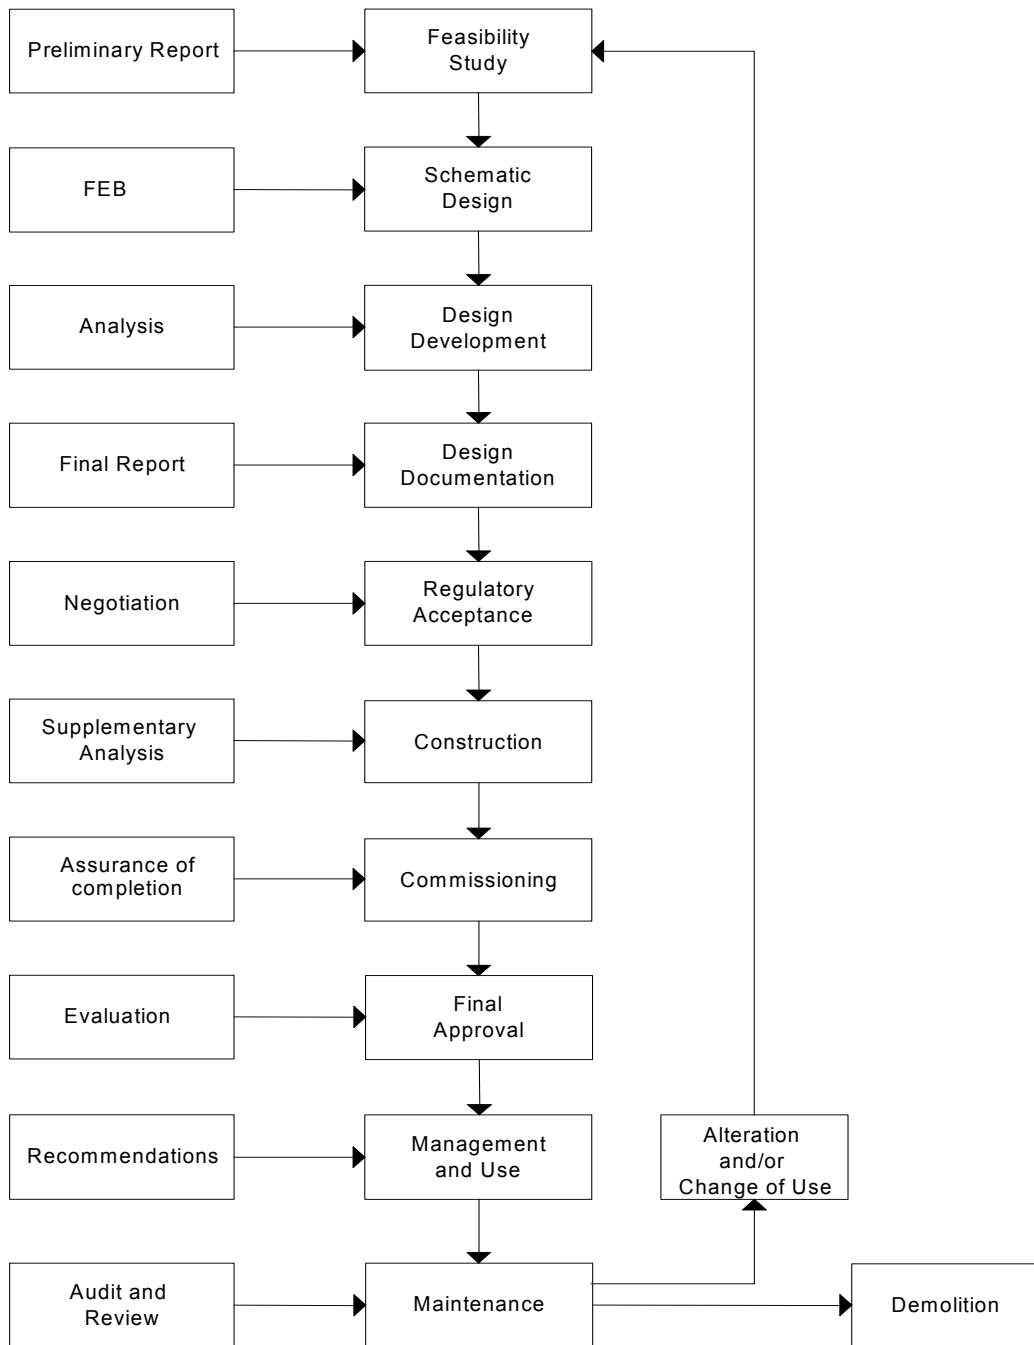 Preliminary Report
Feasibility
Study
FEB
Schematic
Design
Analysis
Design
Development
Final Report
Design
Documentation
Negotiation
Regulatory
Acceptance
Supplementary
Analysis
Construction
Assurance of
completion
Commissioning
Evaluation
Final
Approval
Recommendations
Management
and Use
Alteration
and/or
Change of Use
Audit and
Review
Maintenance
Demolition